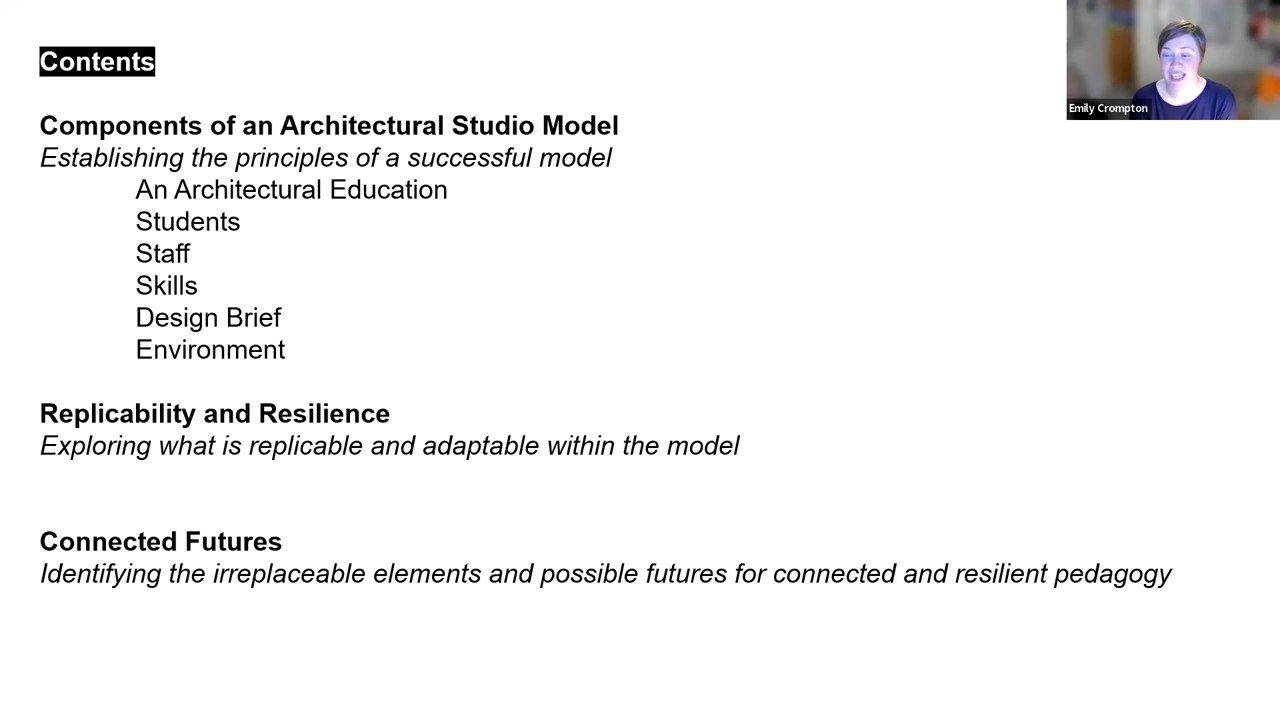 Contents
Emily Crompton
Components of an Architectural Studio Model
Establishing the principles of a successful model
An Architectural Education
Students
Staff
Skills
Design Brief
Environment
Replicability and Resilience
Exploring what is replicable and adaptable within the model
Connected Futures
Identifying the irreplaceable elements and possible futures for connected and resilient pedagogy